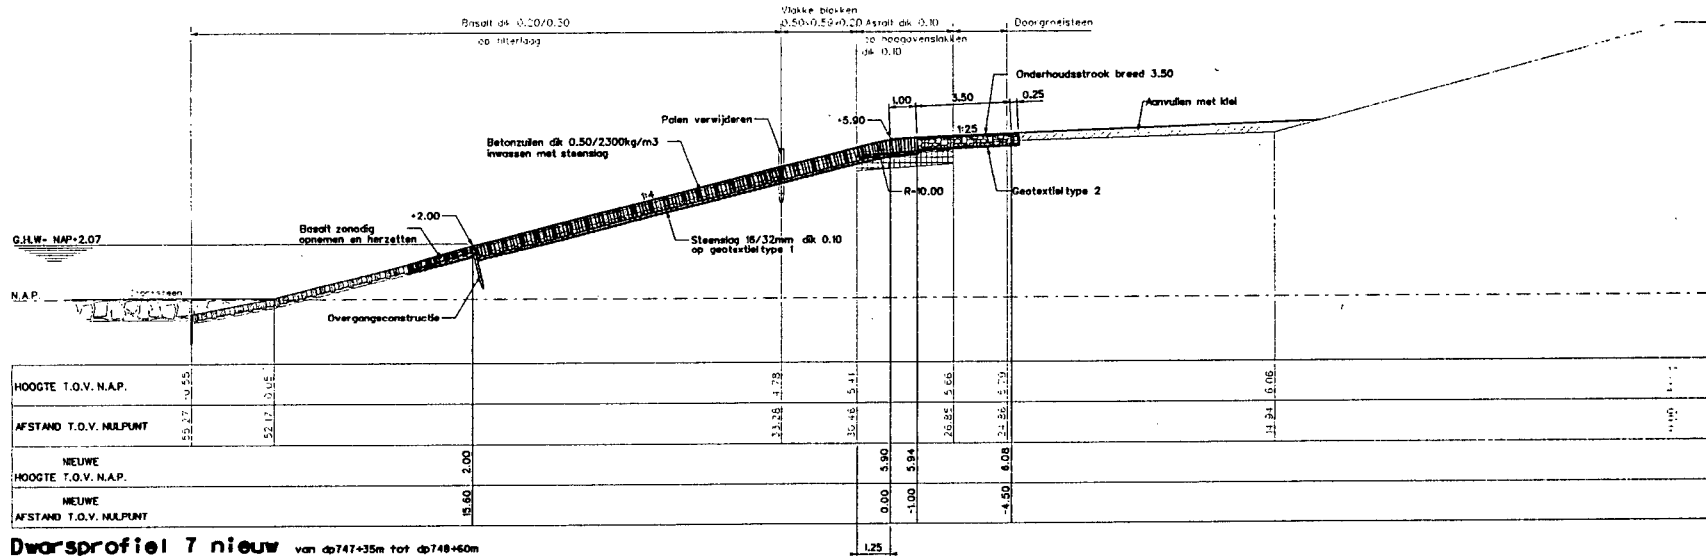 Vlakke blokken
Basalt dik 0.20/0.30
0.50x0.50x0.20
Asfalt dik 0.10
Doorgroeisteen
op filterlaag
op hoogovenslakken
dik 0.10
Onderhoudsstrook breed 3.50
1.00
3.50
0.25
Aanvullen met klei
Palen verwijderen
+5.90
1:25
Betonzuilen dik 0.50/2300kg/m3
inwassen met steenslag
R=10.00
Geotextiel type 2
1:4
+2.00
Basalt zonodig
opnemen en herzetten
G.H.W= NAP+2.07
Steenslag 16/32mm dik 0.10
op geotextiel type 1
N.A.P.
Overgangsconstructie
HOOGTE T.O.V. N.A.P.
-0.55
4.78
5.41
5.66
5.79
6.06
AFSTAND T.O.V. NULPUNT
55.27
52.17
33.28
30.46
26.85
24.86
14.94
NIEUWE
HOOGTE T.O.V. N.A.P.
2.00
5.90
5.94
6.08
NIEUWE
AFSTAND T.O.V. NULPUNT
15.60
0.00
-1.00
-4.50
Dwarsprofiel 7 nieuw van dp747+35m tot dp748+60m
1.25